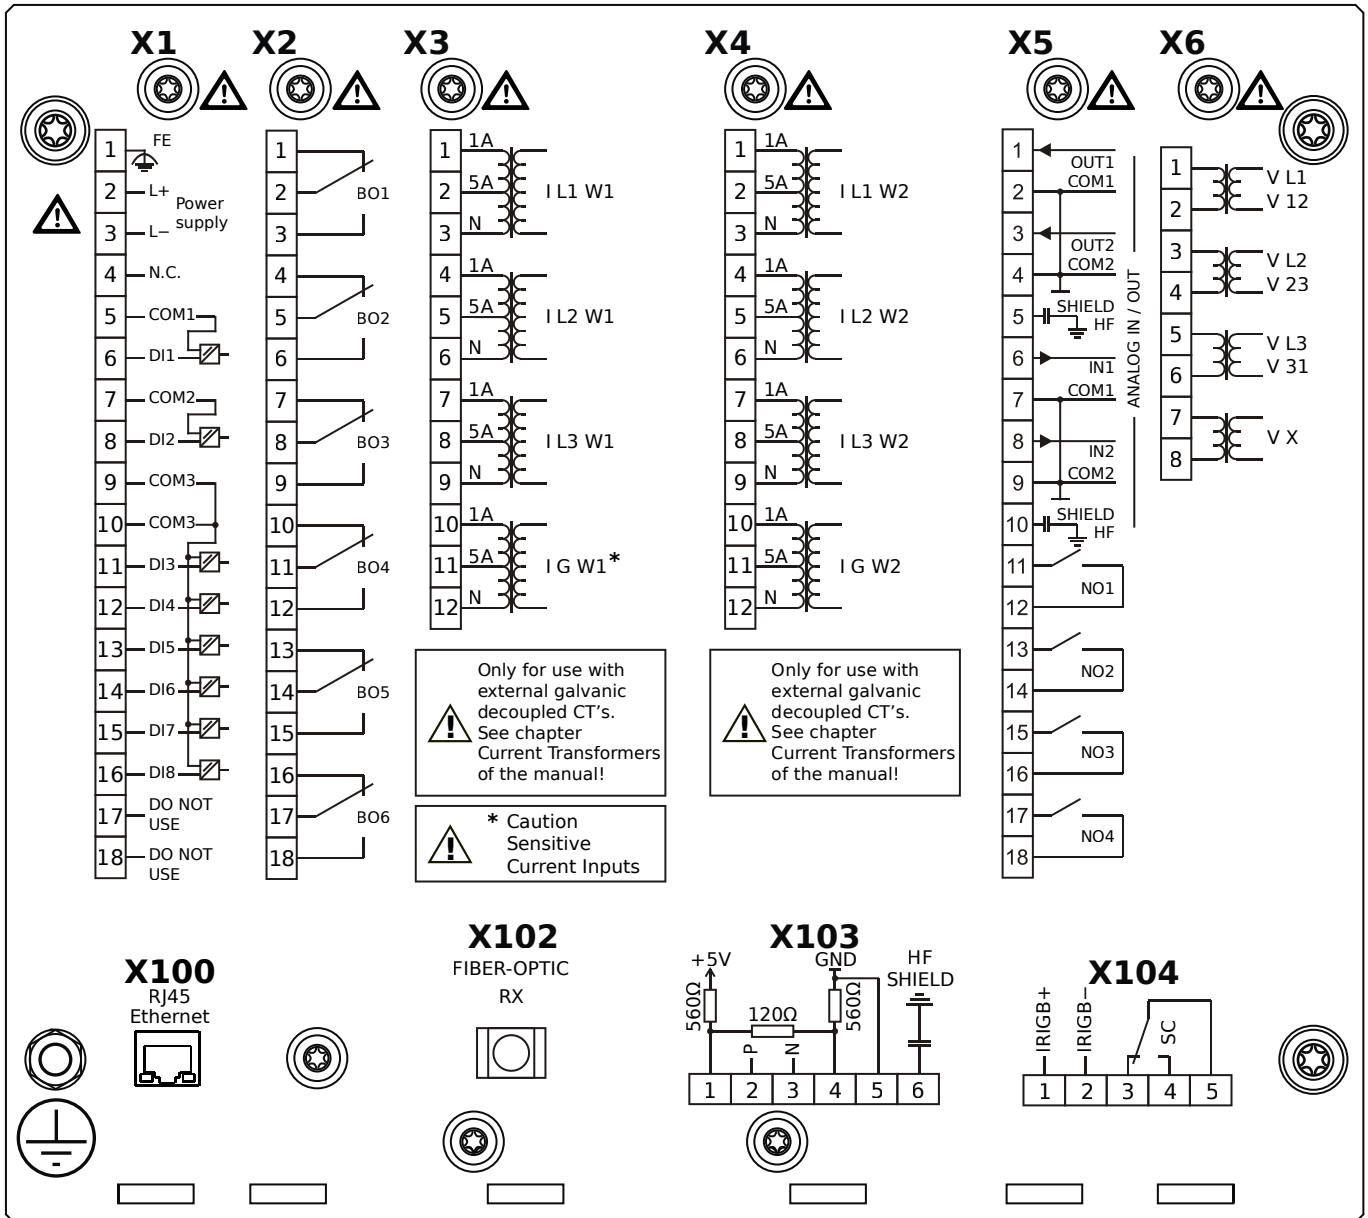 X1
X2
X3
X4
X5
X6
1
FE
2
L+
Power
supply
3
L−
4
N.C.
5
COM1
6
DI1
7
COM2
8
DI2
9
COM3
10
COM3
11
DI3
12
DI4
13
DI5
14
DI6
15
DI7
16
DI8
17
DO NOT
USE
18
DO NOT
USE
1
2
BO1
3
4
5
BO2
6
7
8
BO3
9
10
11
BO4
12
13
14
BO5
15
16
17
BO6
18
1
1A
2
5A
I L1 W1
3
N
4
1A
5
5A
I L2 W1
6
N
7
1A
8
5A
I L3 W1
9
N
10
1A
11
5A
I G W1*
12
N
Only for use with
external galvanic
decoupled CT's.
See chapter
Current Transformers
of the manual!
* Caution
Sensitive
Current Inputs
1
1A
2
5A
I L1 W2
3
N
4
1A
5
5A
I L2 W2
6
N
7
1A
8
5A
I L3 W2
9
N
10
1A
11
5A
I G W2
12
N
Only for use with
external galvanic
decoupled CT's.
See chapter
Current Transformers
of the manual!
1
OUT1
2
COM1
3
OUT2
4
COM2
5
SHIELD
HF
6
IN1
7
COM1
8
IN2
9
COM2
10
SHIELD
HF
ANALOG IN / OUT
11
NO1
12
13
NO2
14
15
NO3
16
17
NO4
18
1
V L1
2
V 12
3
V L2
4
V 23
5
V L3
6
V 31
7
V X
8
X100
RJ45
Ethernet
X102
FIBER-OPTIC
RX
X103
+5V
GND
HF
SHIELD
560Ω
120Ω
560Ω
P
N
1
2
3
4
5
6
X104
IRIGB+
IRIGB−
SC
1
2
3
4
5